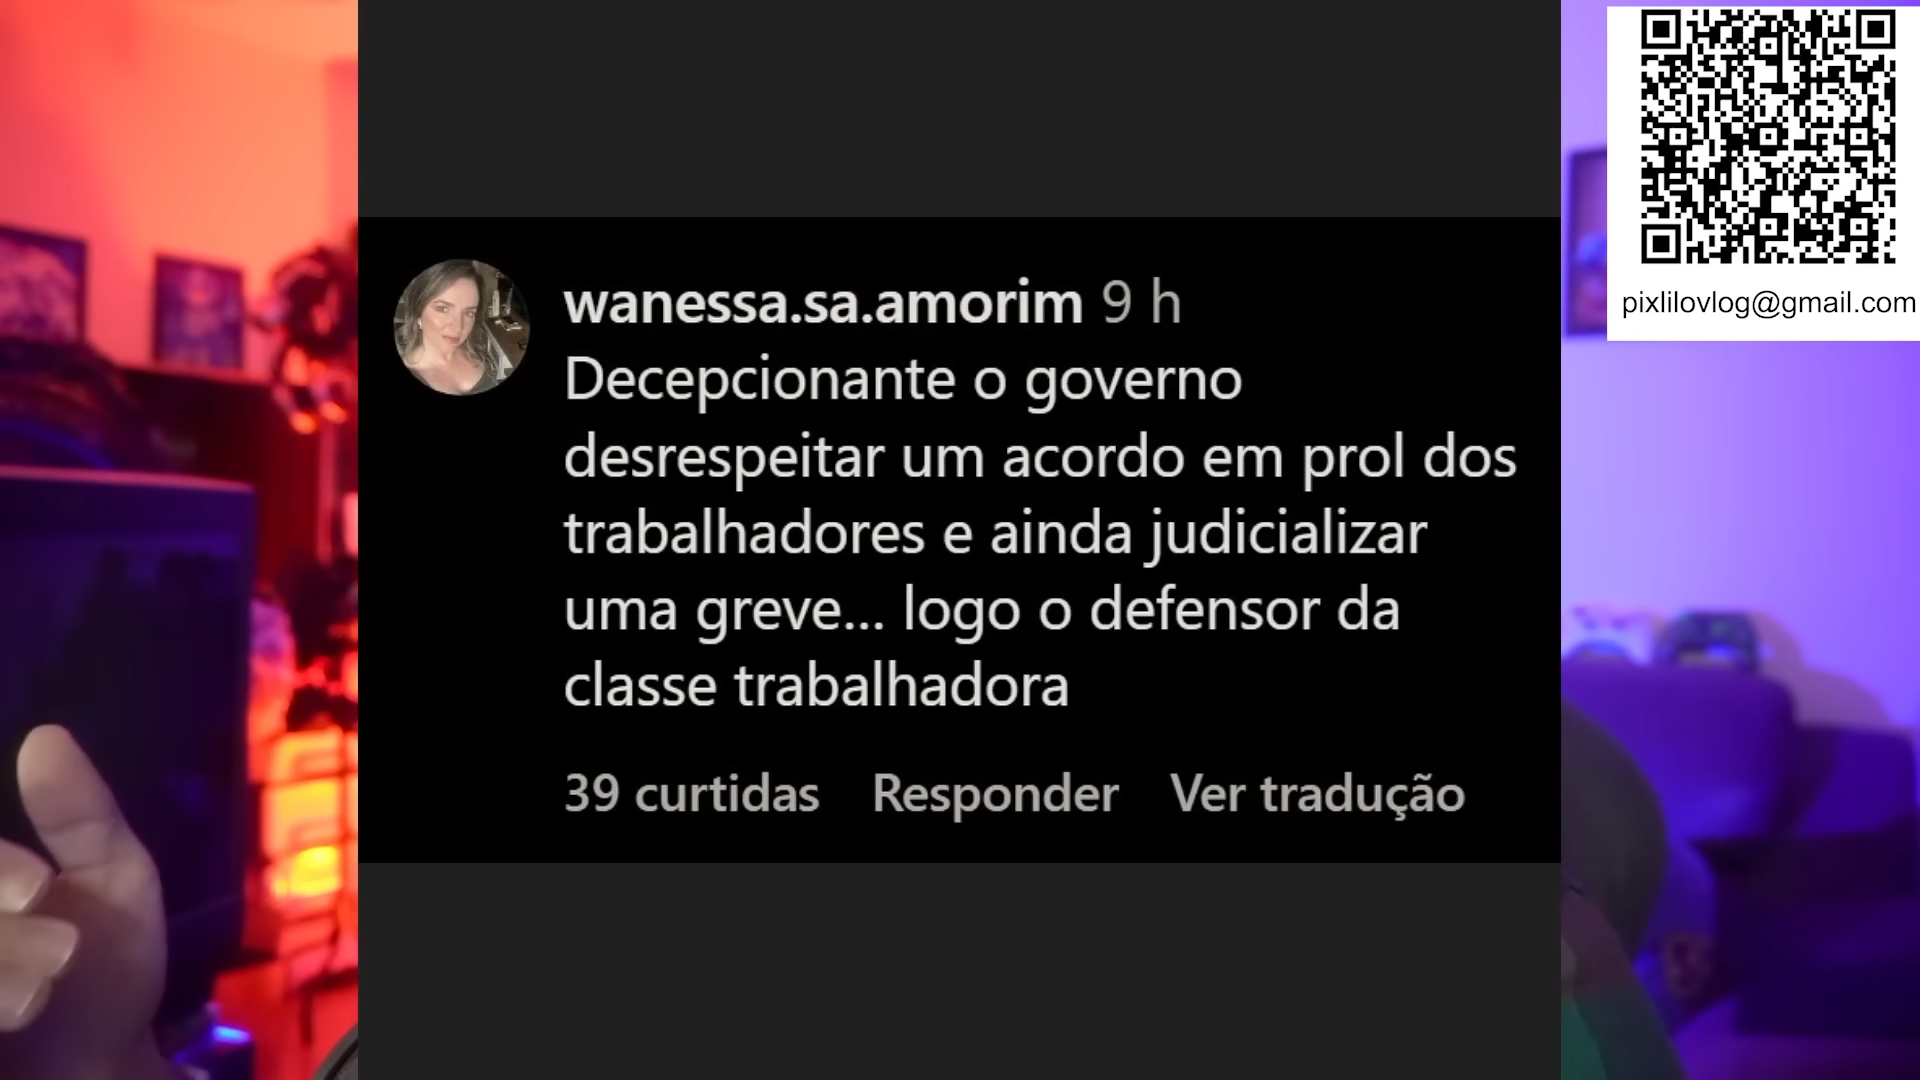 wanessa.sa.amorim 9 h
Decepcionante o governo
desrespeitar um acordo em prol dos
trabalhadores e ainda judicializar
uma greve... logo o defensor da
classe trabalhadora
39 curtidas Responder Ver tradução
pixlilovlog@gmail.com